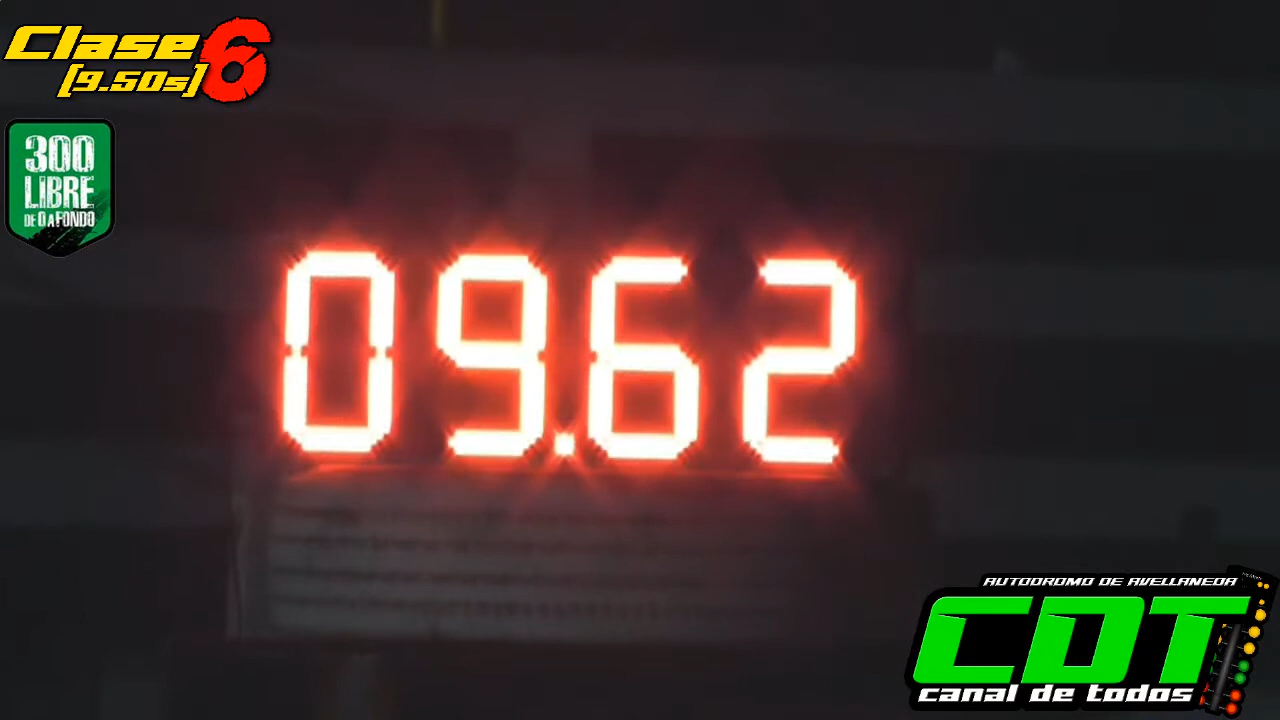 Clase 6
[9.50s]
300
LIBRE
DE 0 A FONDO
09.62
AUTODROMO DE AVELLANEDA
CDT
canal de todos